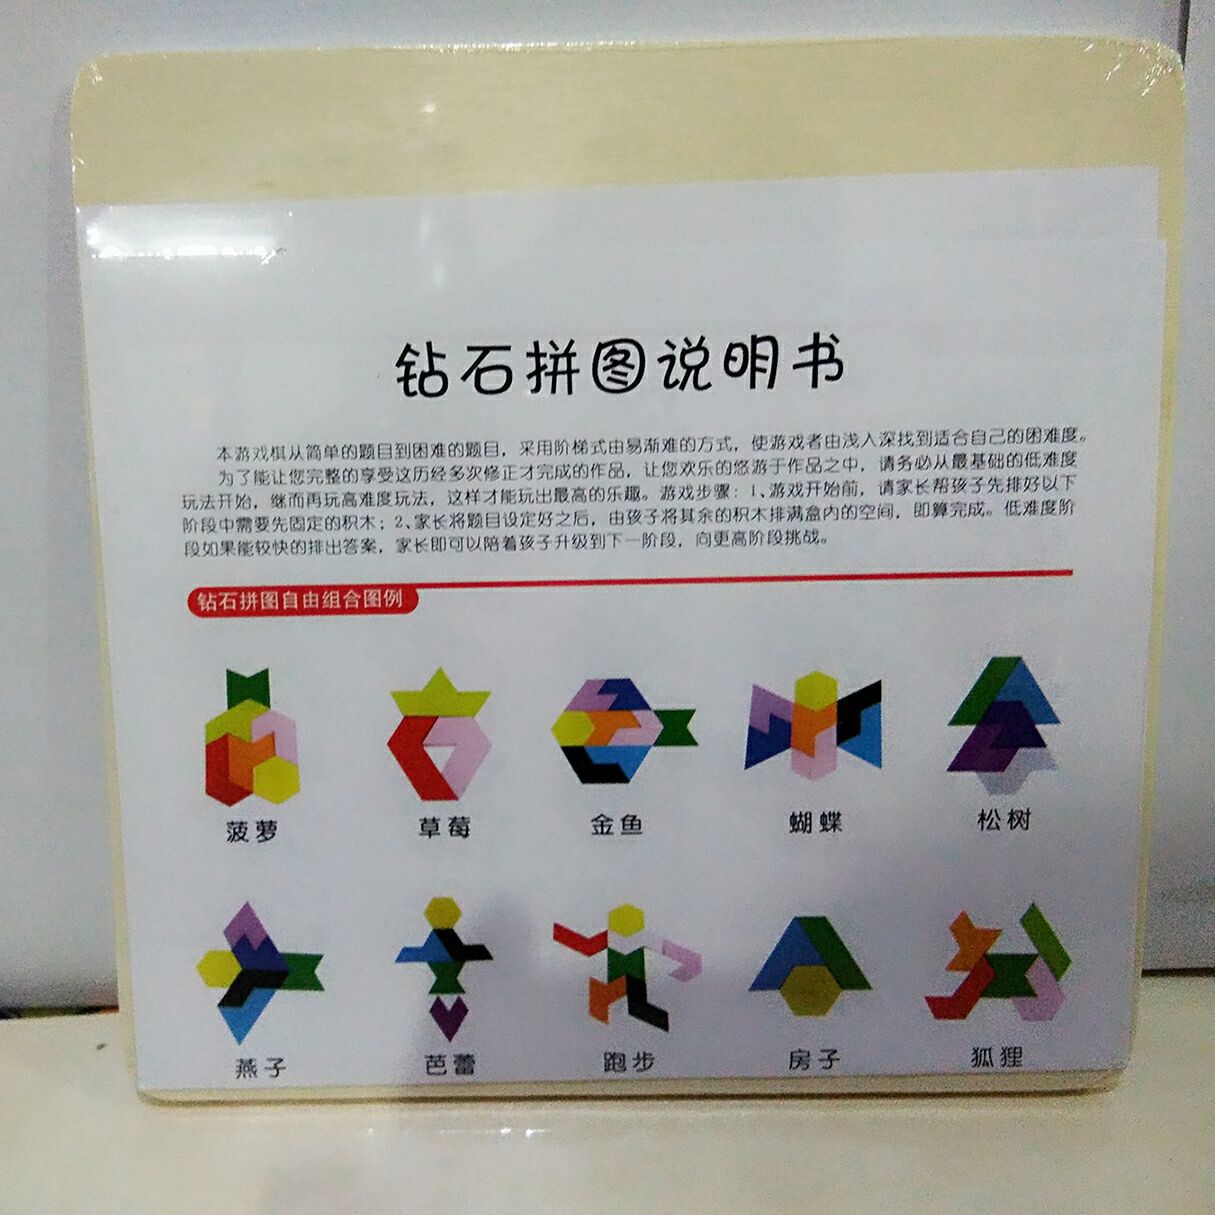 钻石拼图说明书
本游戏棋从简单的题目到困难的题目，采用阶梯式由易渐难的方式，使游戏者由浅入深找到适合自己的困难度。
为了能让您完整的享受这历经多次修正才完成的作品，让您欢乐的悠游于作品之中，请务必从最基础的低难度
玩法开始，继而再玩高难度玩法，这样才能玩出最高的乐趣。游戏步骤：1、游戏开始前，请家长帮孩子先排好以下
阶段中需要先固定的积木；2、家长将题目设定好之后，由孩子将其余的积木排满盒内的空间，即算完成。低难度阶
段如果能较快的排出答案，家长即可以陪着孩子升级到下一阶段，向更高阶段挑战。
钻石拼图自由组合图例
菠萝 草莓 金鱼 蝴蝶 松树
燕子 芭蕾 跑步 房子 狐狸